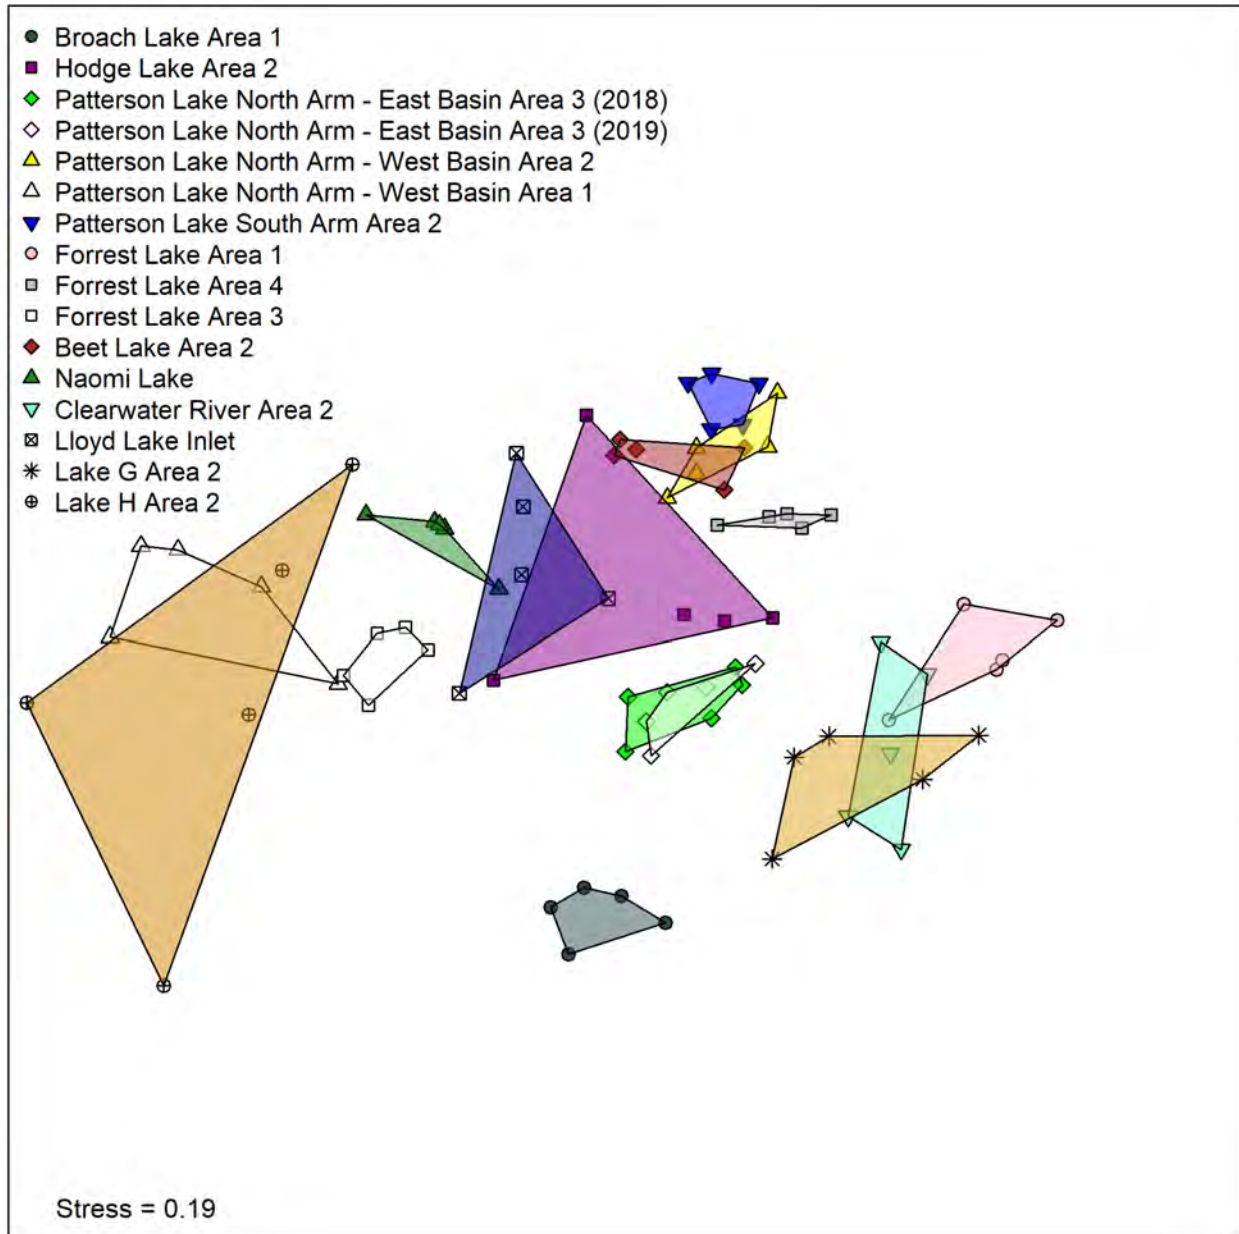 Broach Lake Area 1
Hodge Lake Area 2
Patterson Lake North Arm - East Basin Area 3 (2018)
Patterson Lake North Arm - East Basin Area 3 (2019)
Patterson Lake North Arm - West Basin Area 2
Patterson Lake North Arm - West Basin Area 1
Patterson Lake South Arm Area 2
Forrest Lake Area 1
Forrest Lake Area 4
Forrest Lake Area 3
Beet Lake Area 2
Naomi Lake
Clearwater River Area 2
Lloyd Lake Inlet
Lake G Area 2
Lake H Area 2
Stress = 0.19